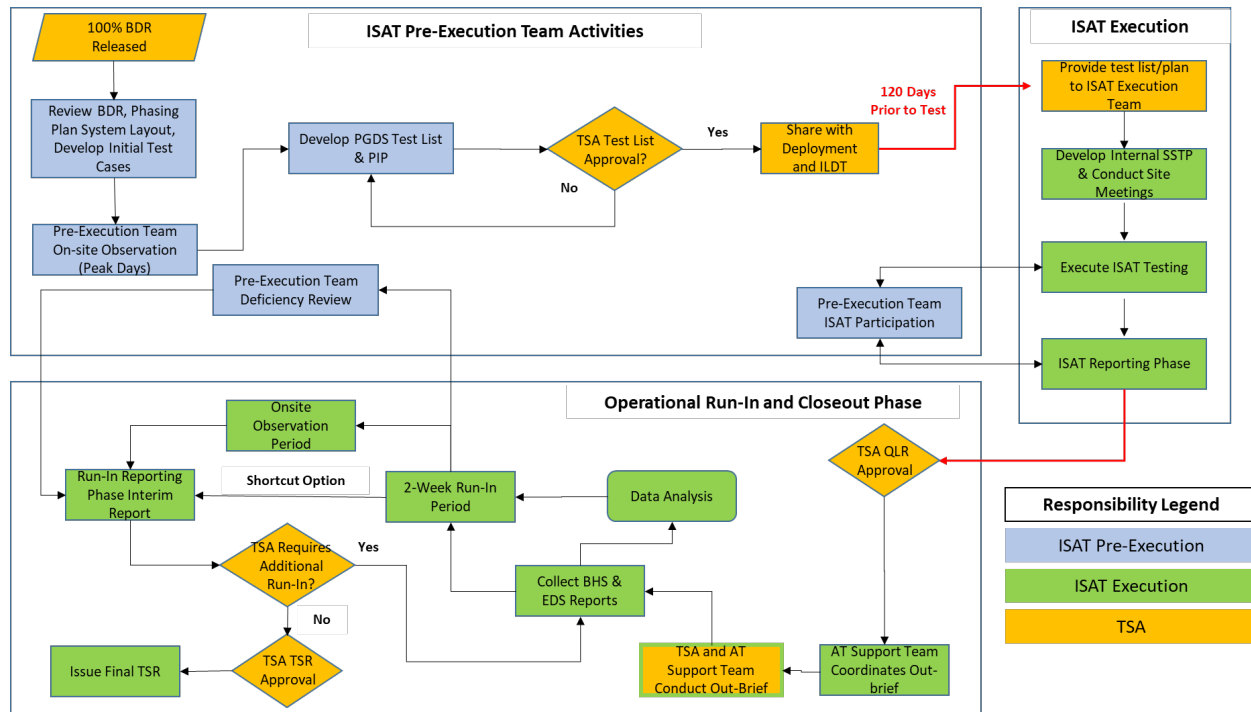 100% BDR
Released
ISAT Pre-Execution Team Activities
Review BDR, Phasing
Plan System Layout,
Develop Initial Test
Cases
Pre-Execution Team
On-site Observation
(Peak Days)
Develop PGDS Test List
& PIP
TSA Test List
Approval?
Yes
No
Share with
Deployment
and ILDT
120 Days
Prior to Test
Pre-Execution Team
Deficiency Review
Pre-Execution Team
ISAT Participation
ISAT Execution
Provide test list/plan
to ISAT Execution
Team
Develop Internal SSTP
& Conduct Site
Meetings
Execute ISAT Testing
ISAT Reporting Phase
Operational Run-In and Closeout Phase
Onsite
Observation
Period
Run-In Reporting
Phase Interim
Report
Shortcut Option
2-Week Run-In
Period
Data Analysis
TSA QLR
Approval
TSA Requires
Additional
Run-In?
Yes
No
Collect BHS &
EDS Reports
Issue Final TSR
TSA TSR
Approval
TSA and AT
Support Team
Conduct Out-Brief
AT Support Team
Coordinates Out-
brief
Responsibility Legend
ISAT Pre-Execution
ISAT Execution
TSA